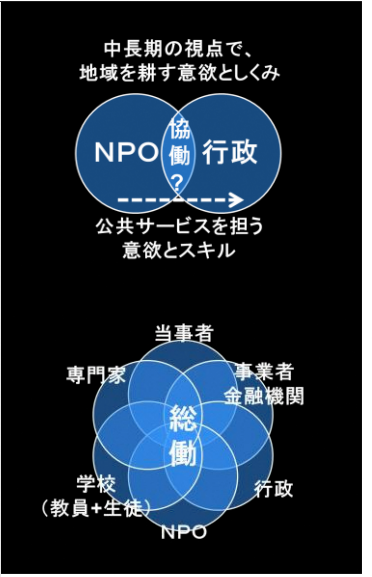 中長期の視点で、
地域を耕す意欲としくみ
NPO 協働? 行政
公共サービスを担う
意欲とスキル
当事者
専門家
事業者
金融機関
総働
学校
(教員+生徒)
行政
NPO